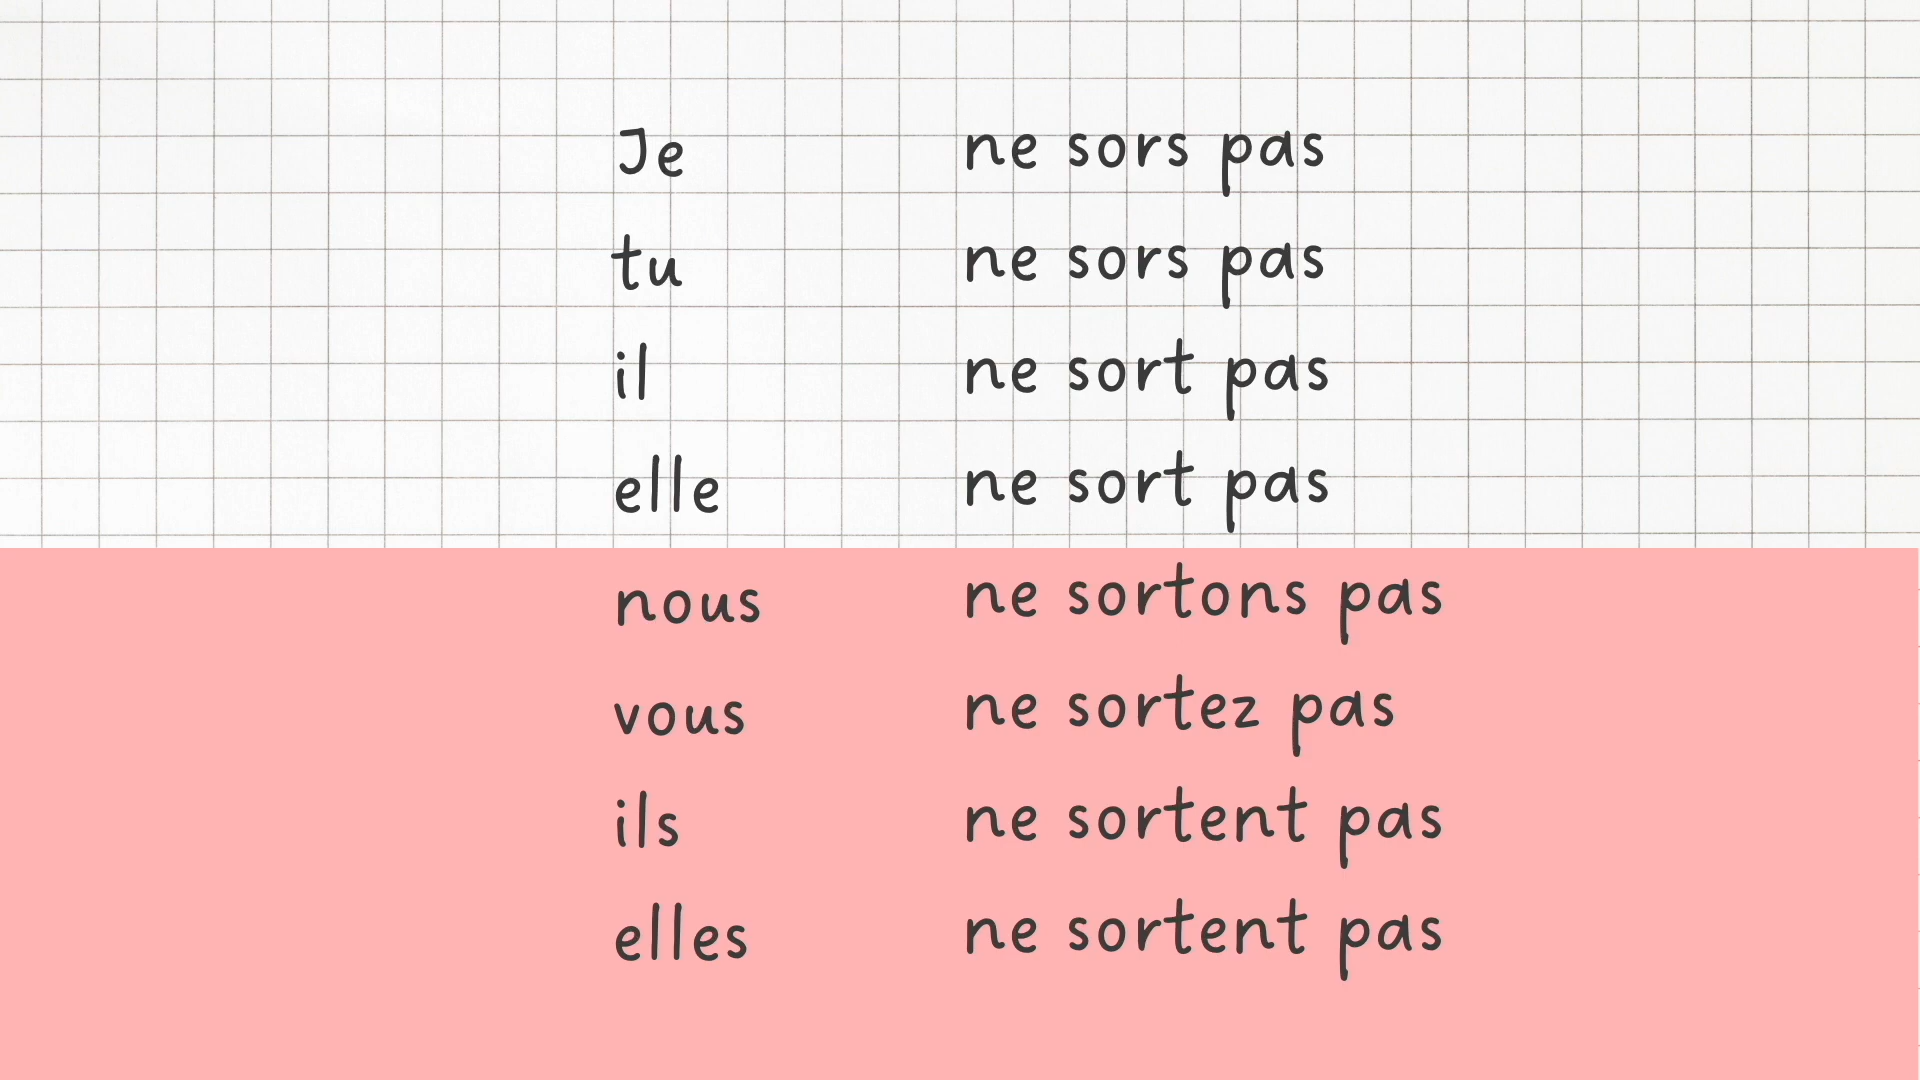 Je ne sors pas
tu ne sors pas
il ne sort pas
elle ne sort pas
nous ne sortons pas
vous ne sortez pas
ils ne sortent pas
elles ne sortent pas